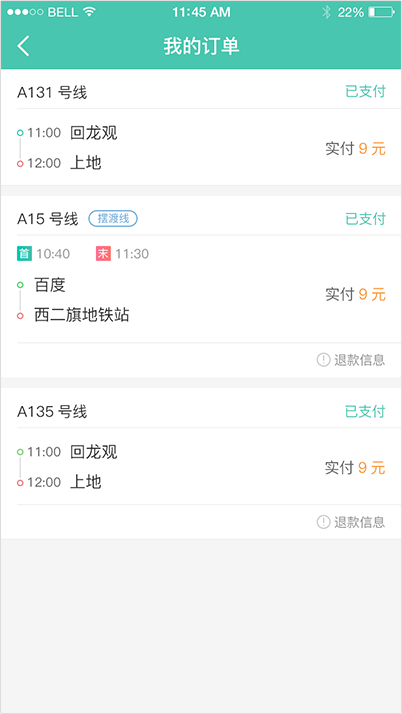 BELL 11:45 AM 22%
我的订单
A131 号线 已支付
11:00 回龙观
12:00 上地
实付 9 元
A15 号线 摆渡线 已支付
首 10:40 末 11:30
百度
西二旗地铁站
实付 9 元
退款信息
A135 号线 已支付
11:00 回龙观
12:00 上地
实付 9 元
退款信息